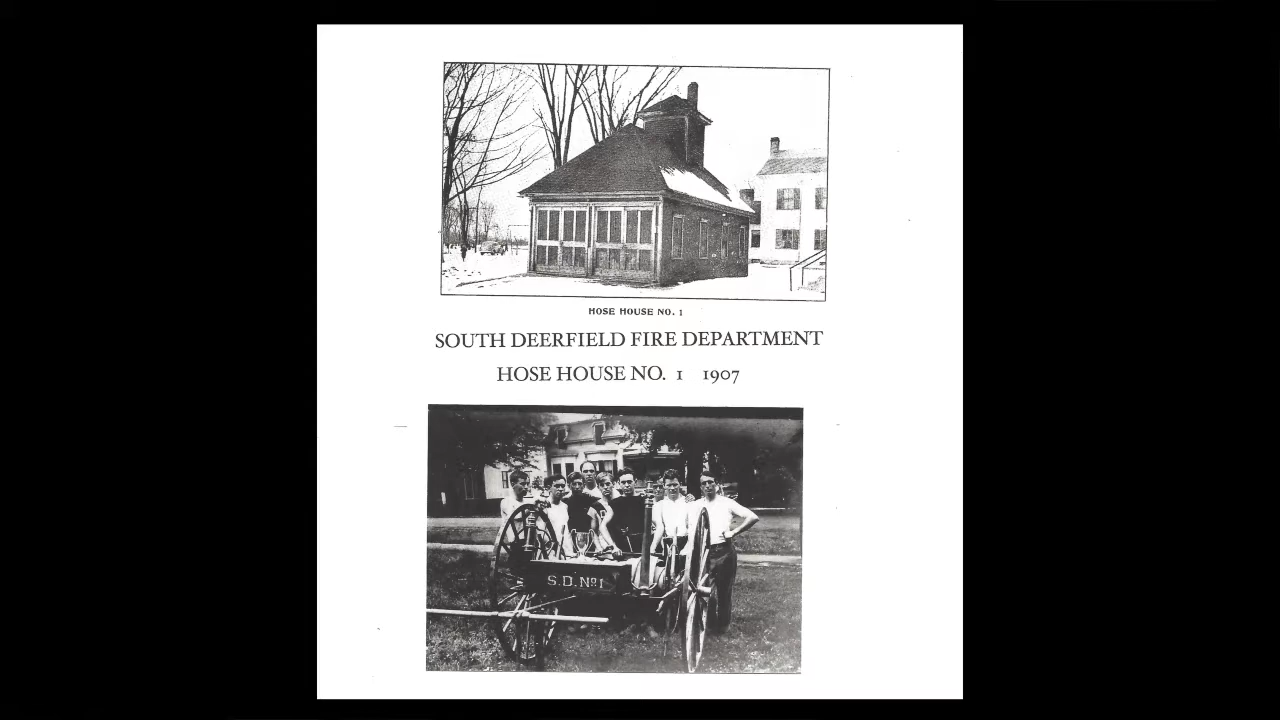 HOSE HOUSE NO. 1
SOUTH DEERFIELD FIRE DEPARTMENT
HOSE HOUSE NO. 1 1907
S.D. No 1